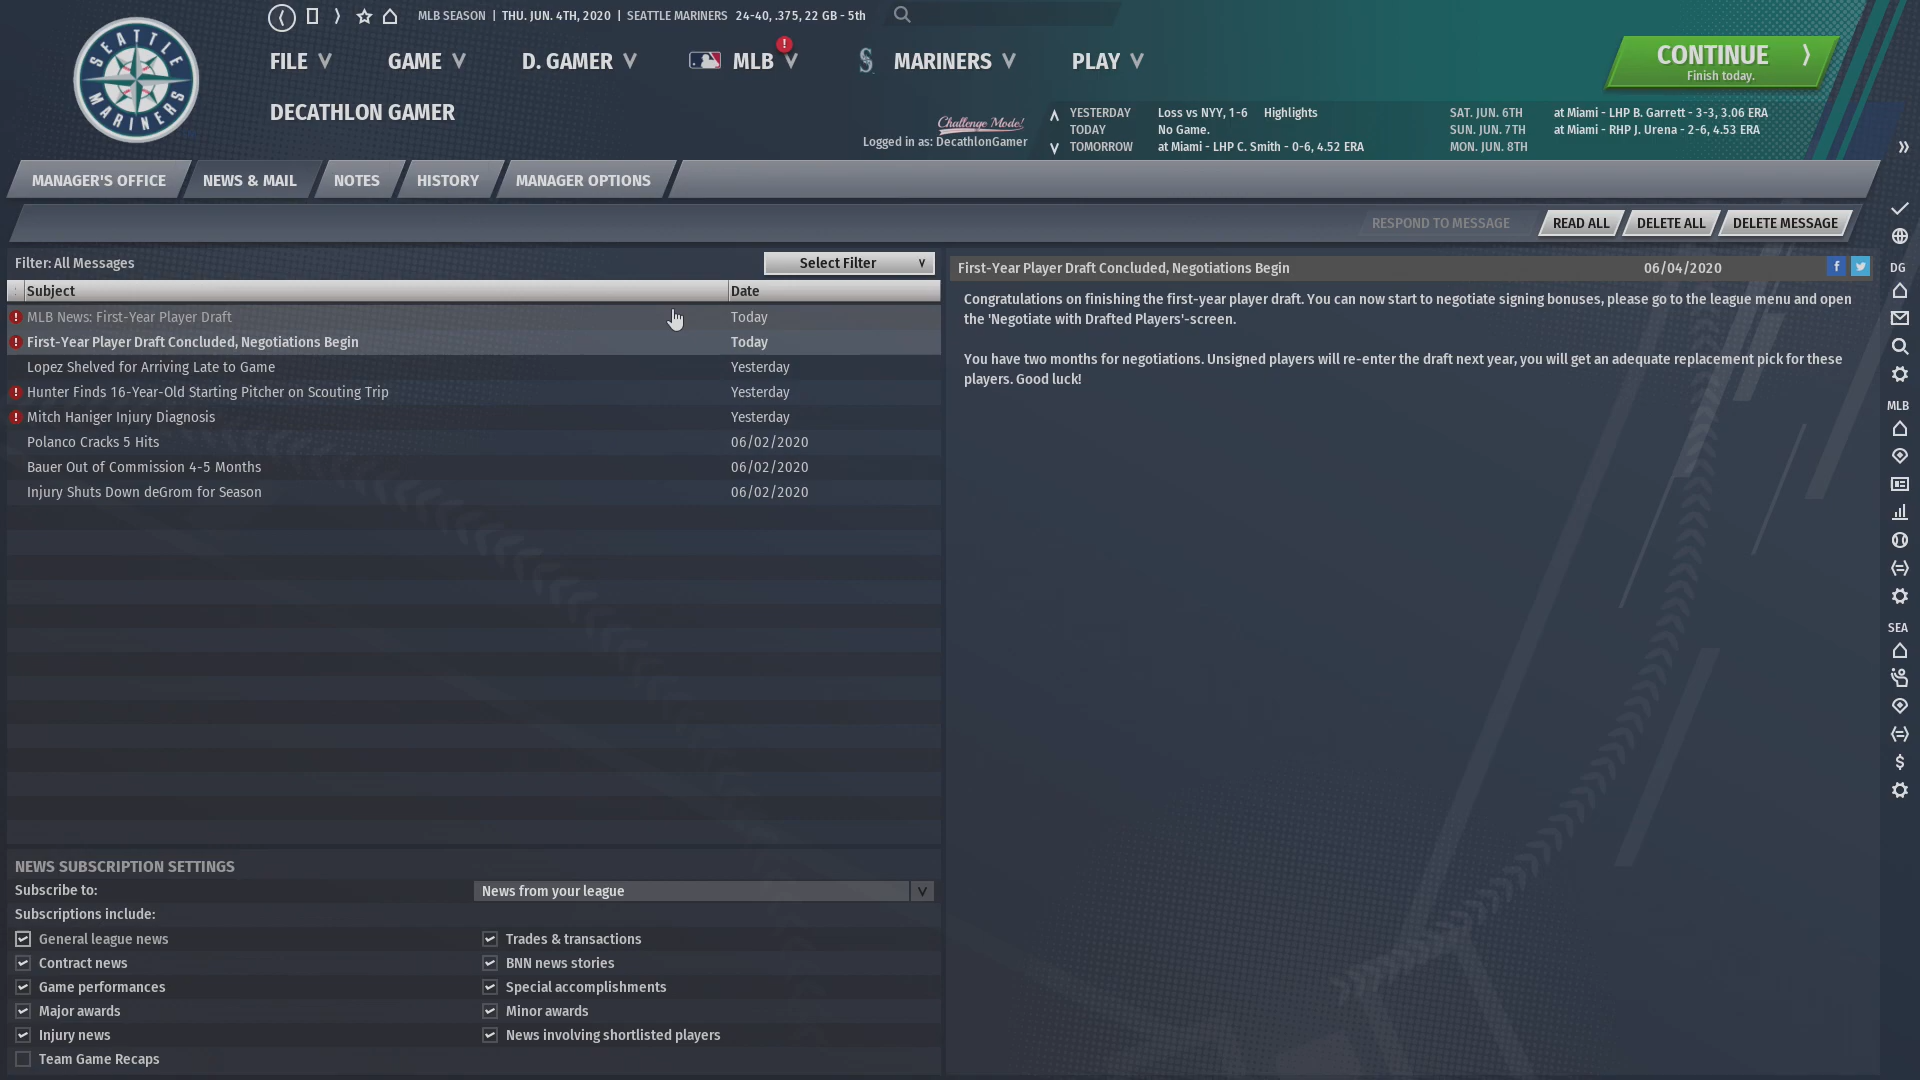 MLB SEASON | THU. JUN. 4TH, 2020 | SEATTLE MARINERS 24-40, .375, 22 GB - 5th
SEATTLE MARINERS
FILE GAME D. GAMER MLB MARINERS PLAY
CONTINUE
Finish today.
DECATHLON GAMER
Challenge Mode!
Logged in as: DecathlonGamer
YESTERDAY Loss vs NYY, 1-6 Highlights
TODAY No Game.
TOMORROW at Miami - LHP C. Smith - 0-6, 4.52 ERA
SAT. JUN. 6TH at Miami - LHP B. Garrett - 3-3, 3.06 ERA
SUN. JUN. 7TH at Miami - RHP J. Urena - 2-6, 4.53 ERA
MON. JUN. 8TH
MANAGER'S OFFICE NEWS & MAIL NOTES HISTORY MANAGER OPTIONS
RESPOND TO MESSAGE READ ALL DELETE ALL DELETE MESSAGE
Filter: All Messages Select Filter
Subject Date
MLB News: First-Year Player Draft Today
First-Year Player Draft Concluded, Negotiations Begin Today
Lopez Shelved for Arriving Late to Game Yesterday
Hunter Finds 16-Year-Old Starting Pitcher on Scouting Trip Yesterday
Mitch Haniger Injury Diagnosis Yesterday
Polanco Cracks 5 Hits 06/02/2020
Bauer Out of Commission 4-5 Months 06/02/2020
Injury Shuts Down deGrom for Season 06/02/2020
First-Year Player Draft Concluded, Negotiations Begin 06/04/2020
Congratulations on finishing the first-year player draft. You can now start to negotiate signing bonuses, please go to the league menu and open
the 'Negotiate with Drafted Players'-screen.
You have two months for negotiations. Unsigned players will re-enter the draft next year, you will get an adequate replacement pick for these
players. Good luck!
NEWS SUBSCRIPTION SETTINGS
Subscribe to: News from your league
Subscriptions include:
General league news Trades & transactions
Contract news BNN news stories
Game performances Special accomplishments
Major awards Minor awards
Injury news News involving shortlisted players
Team Game Recaps
DG
MLB
SEA